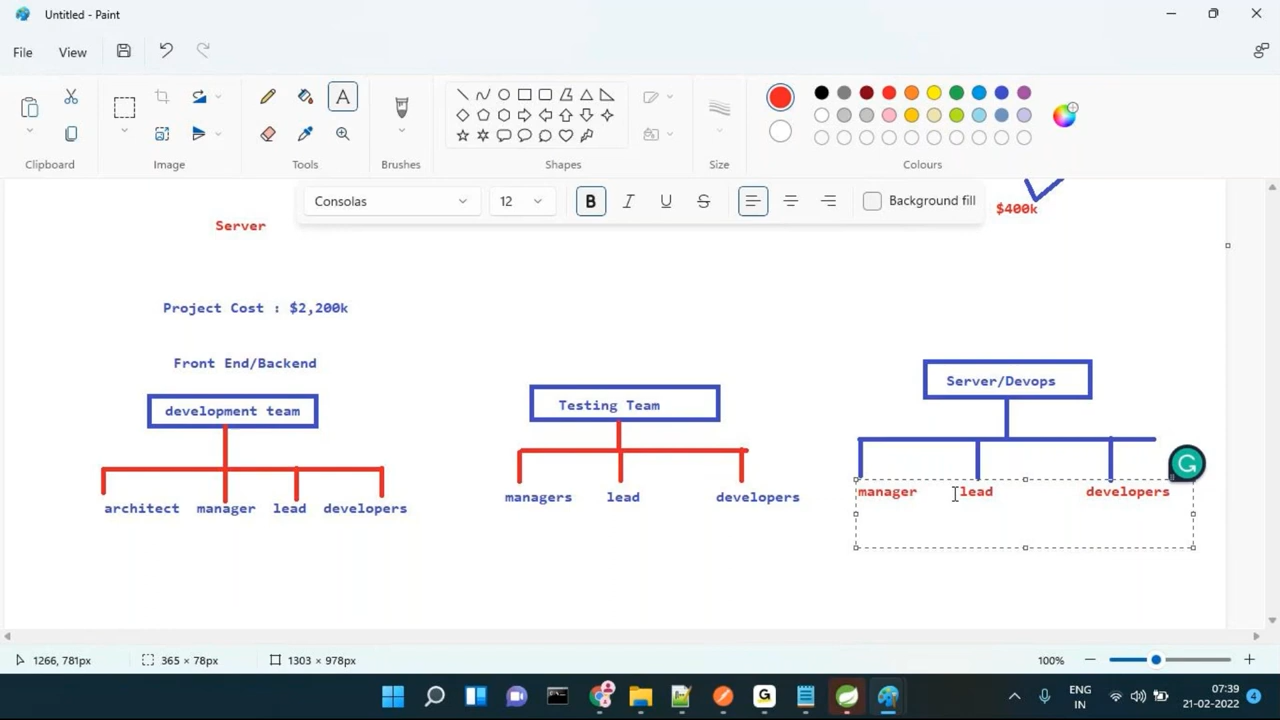 Untitled - Paint
File View
Clipboard Image Tools Brushes Shapes Size Colours
Consolas 12 B I U S Background fill
$400k
Server
Project Cost : $2,200k
Front End/Backend
development team
architect manager lead developers
Testing Team
managers lead developers
Server/Devops
manager lead developers
1266, 781px 365 × 78px 1303 × 978px 100%
ENG
IN
07:39
21-02-2022
4